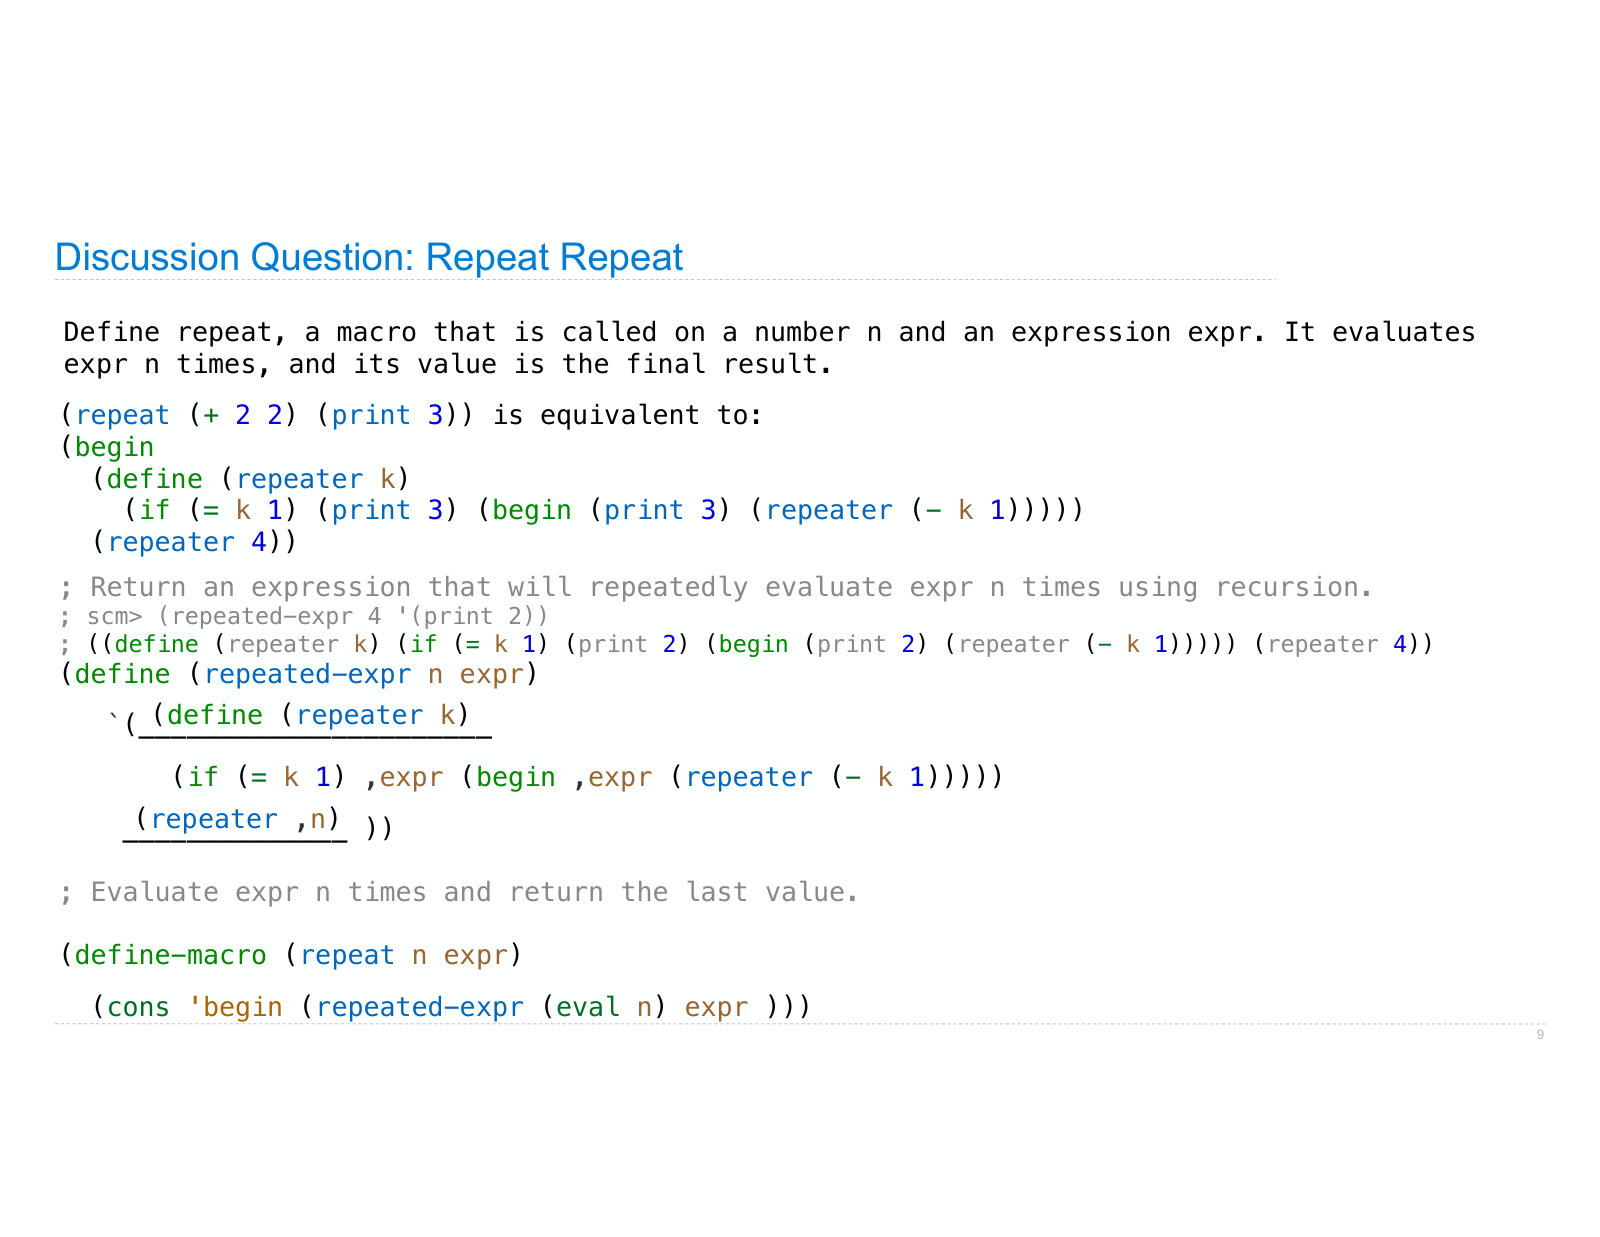 Discussion Question: Repeat Repeat
Define repeat, a macro that is called on a number n and an expression expr. It evaluates
expr n times, and its value is the final result.
(repeat (+ 2 2) (print 3)) is equivalent to:
(begin
  (define (repeater k)
    (if (= k 1) (print 3) (begin (print 3) (repeater (- k 1)))))
  (repeater 4))
; Return an expression that will repeatedly evaluate expr n times using recursion.
; scm> (repeated-expr 4 '(print 2))
; ((define (repeater k) (if (= k 1) (print 2) (begin (print 2) (repeater (- k 1))))) (repeater 4))
(define (repeated-expr n expr)
   `( (define (repeater k)
       (if (= k 1) ,expr (begin ,expr (repeater (- k 1)))))
     (repeater ,n) ))
; Evaluate expr n times and return the last value.
(define-macro (repeat n expr)
  (cons 'begin (repeated-expr (eval n) expr )))
9